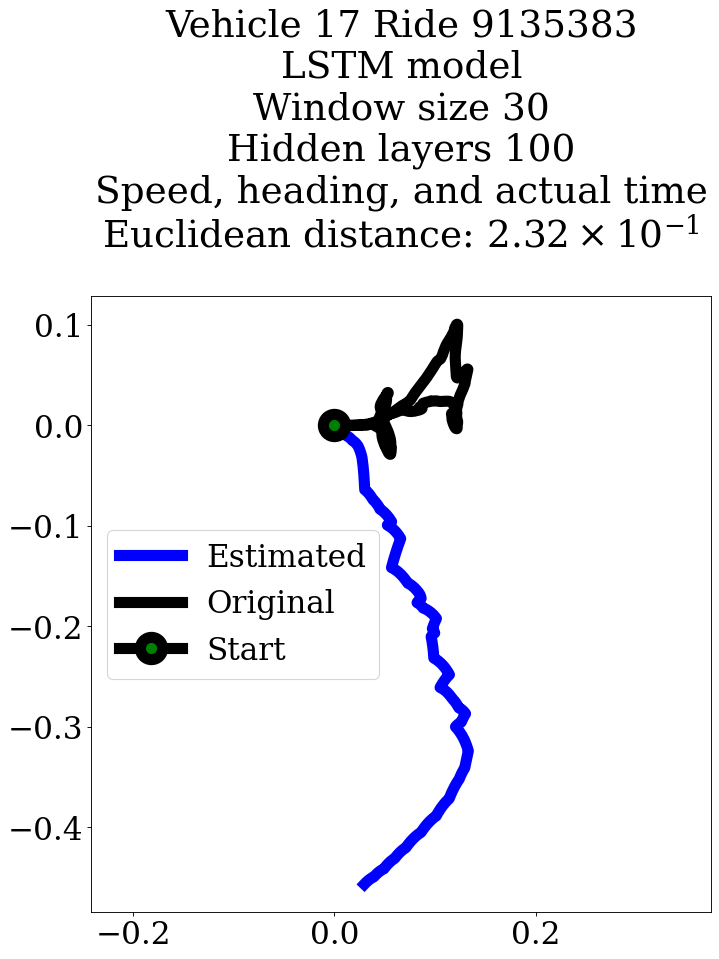 Vehicle 17 Ride 9135383
LSTM model
Window size 30
Hidden layers 100
Speed, heading, and actual time
Euclidean distance: 2.32 × 10⁻¹
0.1
0.0
−0.1
−0.2
−0.3
−0.4
Estimated
Original
Start
−0.2 0.0 0.2